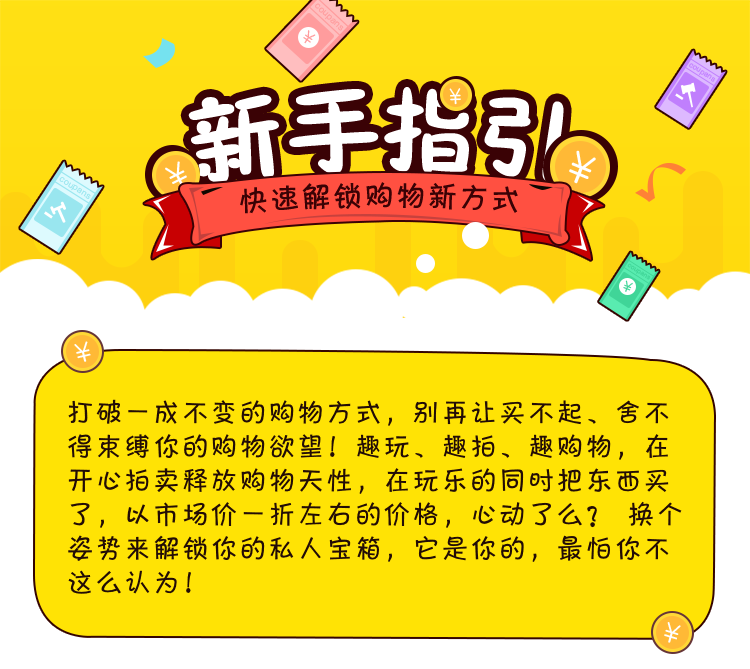 coupons
coupons
coupons
新手指引
快速解锁购物新方式
打破一成不变的购物方式，别再让买不起、舍不
得束缚你的购物欲望！趣玩、趣拍、趣购物，在
开心拍卖释放购物天性，在玩乐的同时把东西买
了，以市场价一折左右的价格，心动了么？ 换个
姿势来解锁你的私人宝箱，它是你的，最怕你不
这么认为！